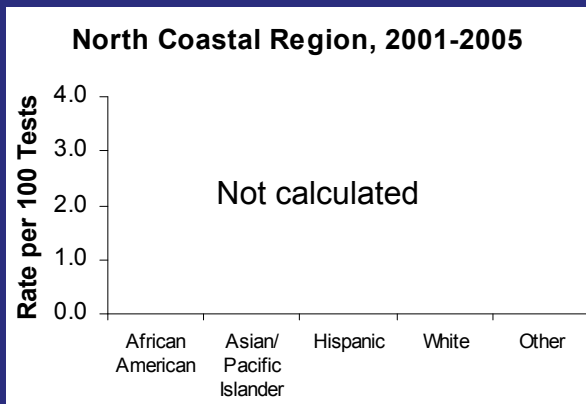 North Coastal Region, 2001-2005
Rate per 100 Tests
4.0
3.0
Not calculated
2.0
1.0
0.0
African American
Asian/ Pacific Islander
Hispanic
White
Other